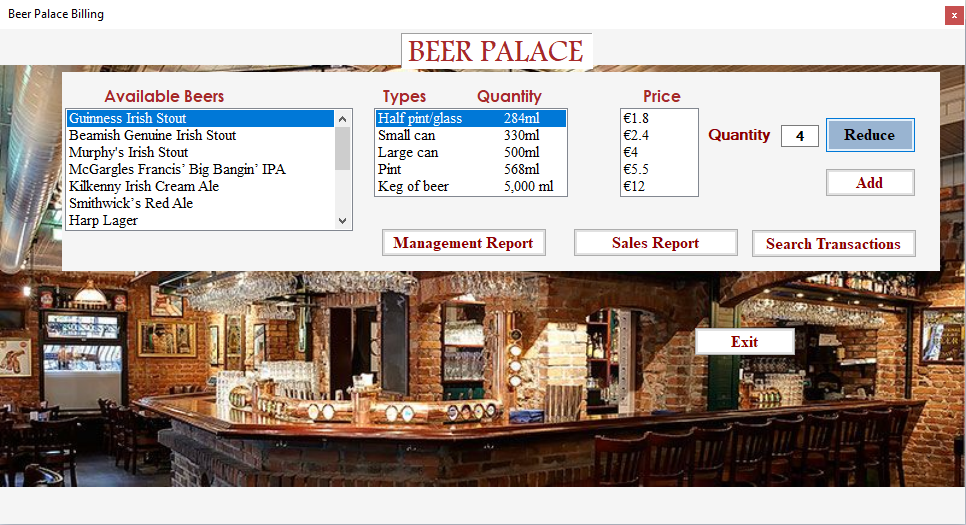 Beer Palace Billing
x
BEER PALACE
Available Beers
Guinness Irish Stout
Beamish Genuine Irish Stout
Murphy's Irish Stout
McGargles Francis’ Big Bangin’ IPA
Kilkenny Irish Cream Ale
Smithwick’s Red Ale
Harp Lager
Types Quantity
Half pint/glass 284ml
Small can 330ml
Large can 500ml
Pint 568ml
Keg of beer 5,000 ml
Price
€1.8
€2.4
€4
€5.5
€12
Quantity 4 Reduce
Add
Management Report Sales Report Search Transactions
Exit